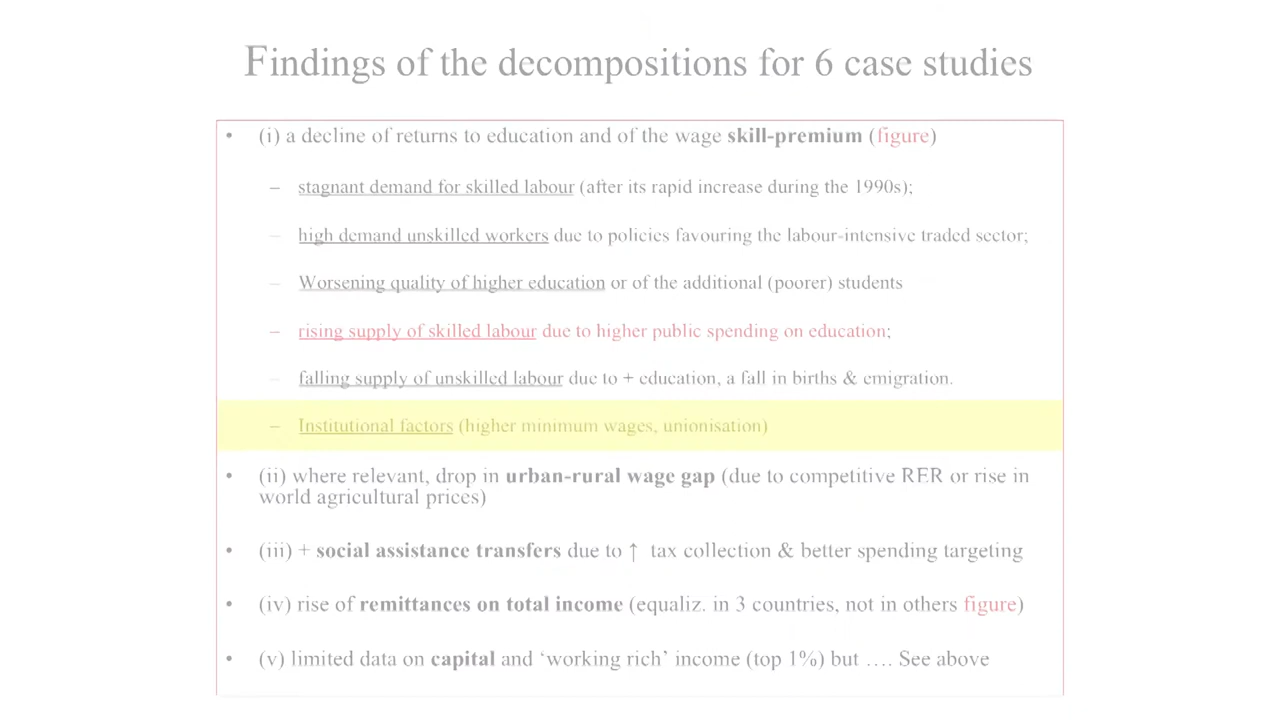 Findings of the decompositions for 6 case studies
• (i) a decline of returns to education and of the wage skill-premium (figure)
– stagnant demand for skilled labour (after its rapid increase during the 1990s);
– high demand unskilled workers due to policies favouring the labour-intensive traded sector;
– Worsening quality of higher education or of the additional (poorer) students
– rising supply of skilled labour due to higher public spending on education;
– falling supply of unskilled labour due to + education, a fall in births & emigration.
– Institutional factors (higher minimum wages, unionisation)
• (ii) where relevant, drop in urban-rural wage gap (due to competitive RER or rise in
world agricultural prices)
• (iii) + social assistance transfers due to ↑ tax collection & better spending targeting
• (iv) rise of remittances on total income (equaliz. in 3 countries, not in others figure)
• (v) limited data on capital and ‘working rich’ income (top 1%) but …. See above